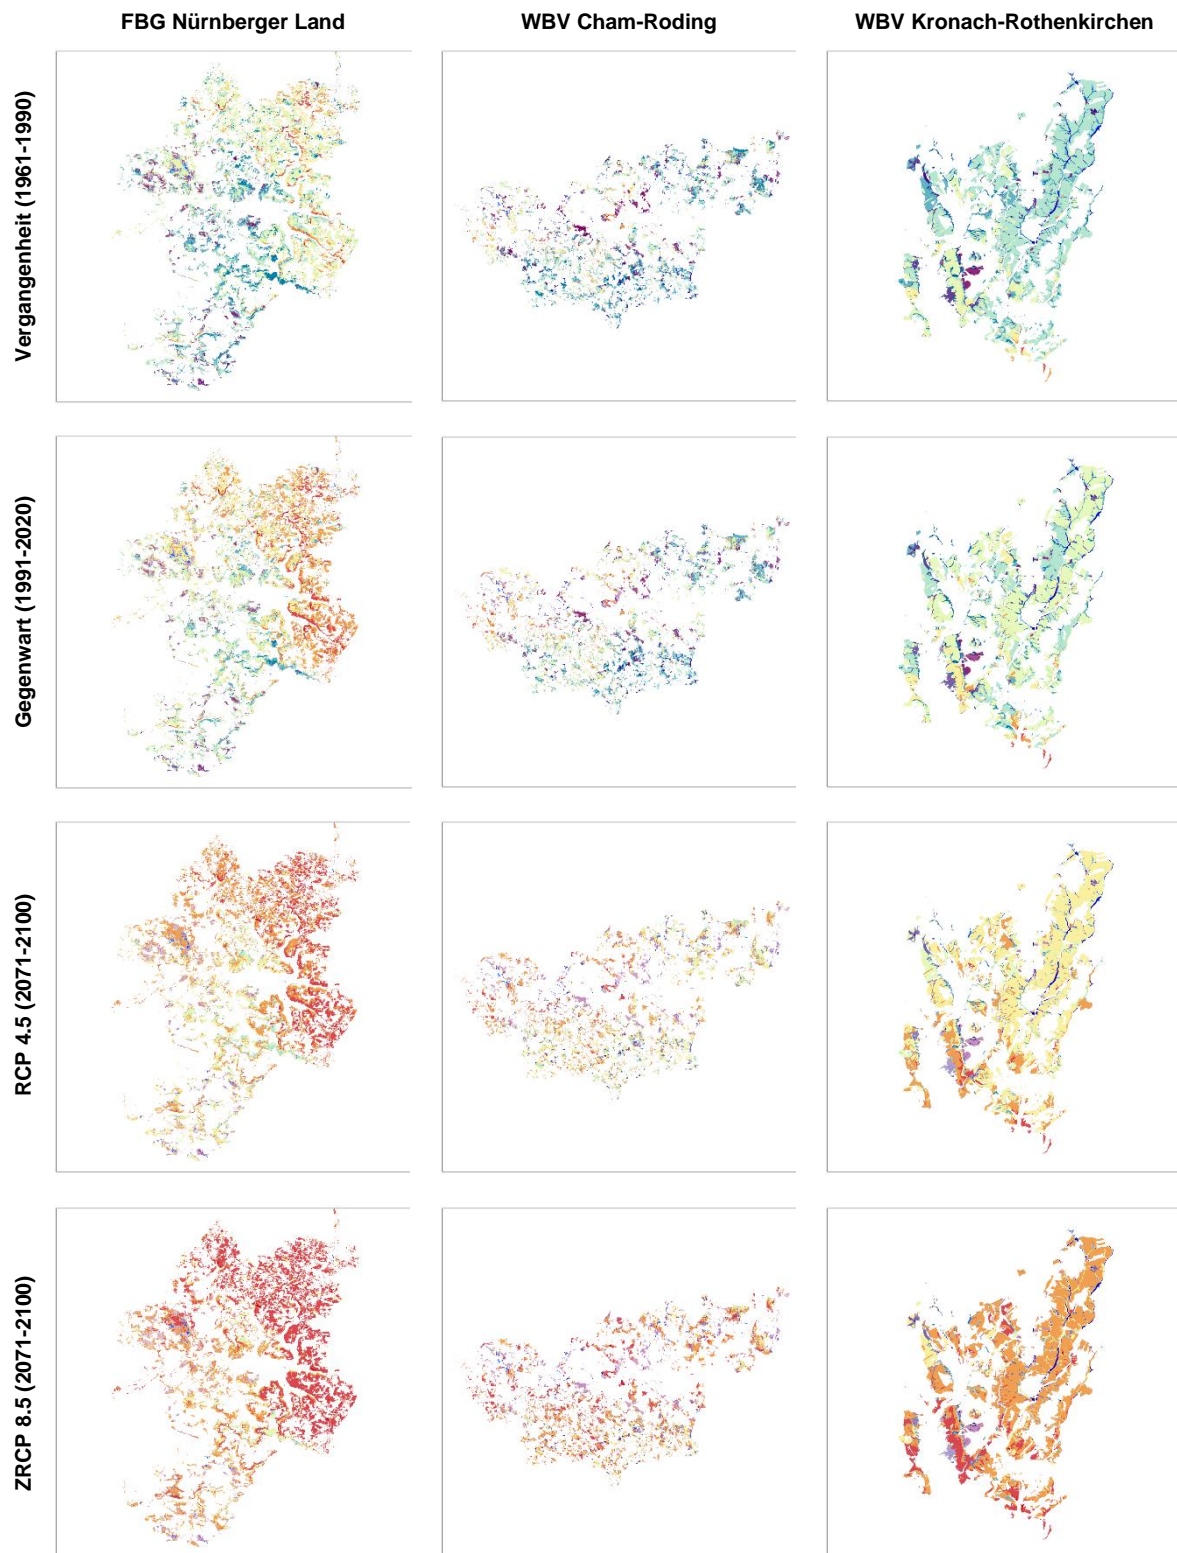 FBG Nürnberger Land
WBV Cham-Roding
WBV Kronach-Rothenkirchen
Vergangenheit (1961-1990)
Gegenwart (1991-2020)
RCP 4.5 (2071-2100)
ZRCP 8.5 (2071-2100)